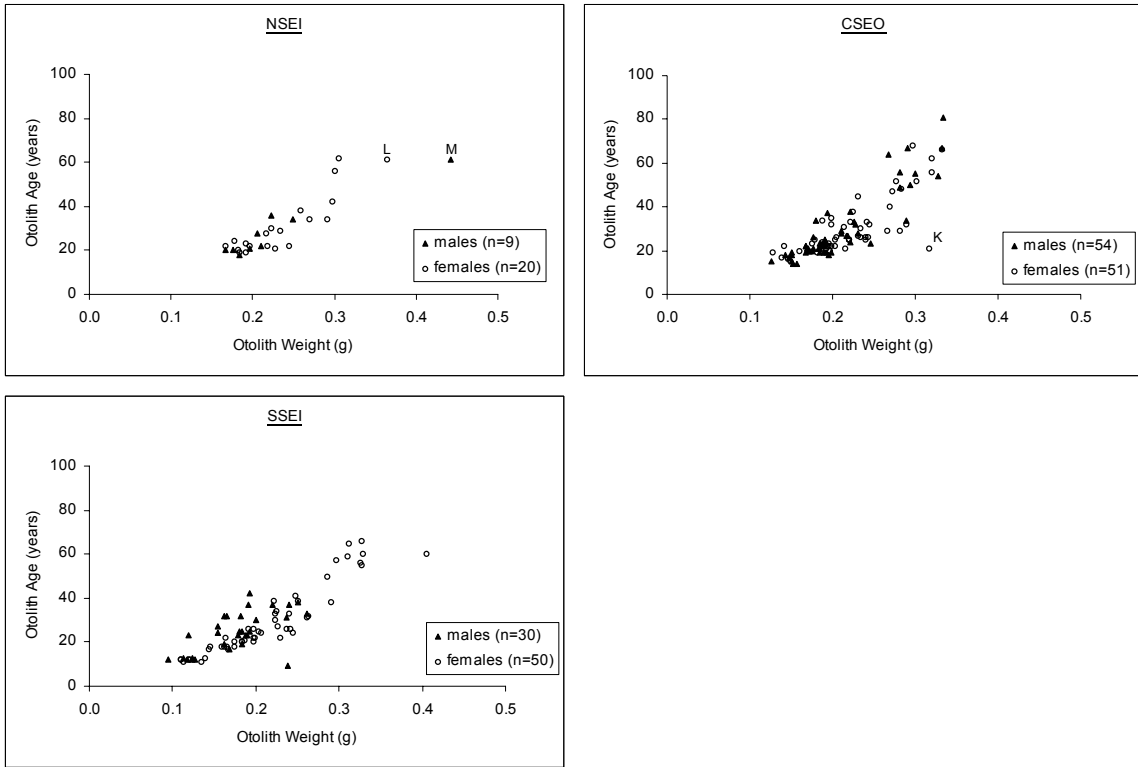 NSEI
100
80
60
40
20
0
Otolith Age (years)
L
M
▲ males (n=9)
○ females (n=20)
0.0 0.1 0.2 0.3 0.4 0.5
Otolith Weight (g)
CSEO
100
80
60
40
20
0
Otolith Age (years)
K
▲ males (n=54)
○ females (n=51)
0.0 0.1 0.2 0.3 0.4 0.5
Otolith Weight (g)
SSEI
100
80
60
40
20
0
Otolith Age (years)
▲ males (n=30)
○ females (n=50)
0.0 0.1 0.2 0.3 0.4 0.5
Otolith Weight (g)